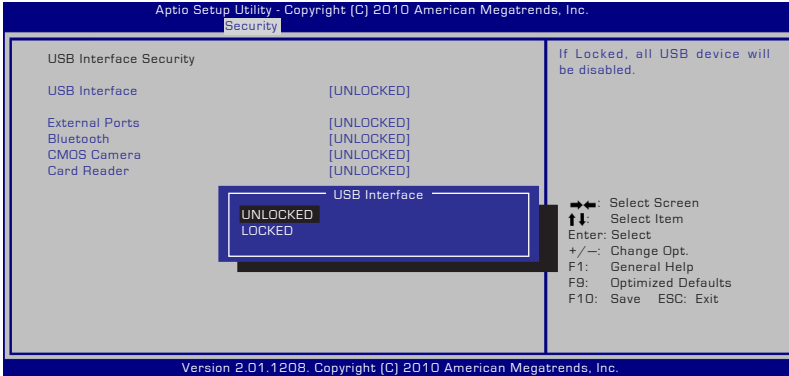 Aptio Setup Utility - Copyright (C) 2010 American Megatrends, Inc.
Security
USB Interface Security
USB Interface [UNLOCKED]
External Ports [UNLOCKED]
Bluetooth [UNLOCKED]
CMOS Camera [UNLOCKED]
Card Reader [UNLOCKED]
USB Interface
UNLOCKED
LOCKED
If Locked, all USB device will
be disabled.
→←: Select Screen
↑↓: Select Item
Enter: Select
+/—: Change Opt.
F1: General Help
F9: Optimized Defaults
F10: Save ESC: Exit
Version 2.01.1208. Copyright (C) 2010 American Megatrends, Inc.